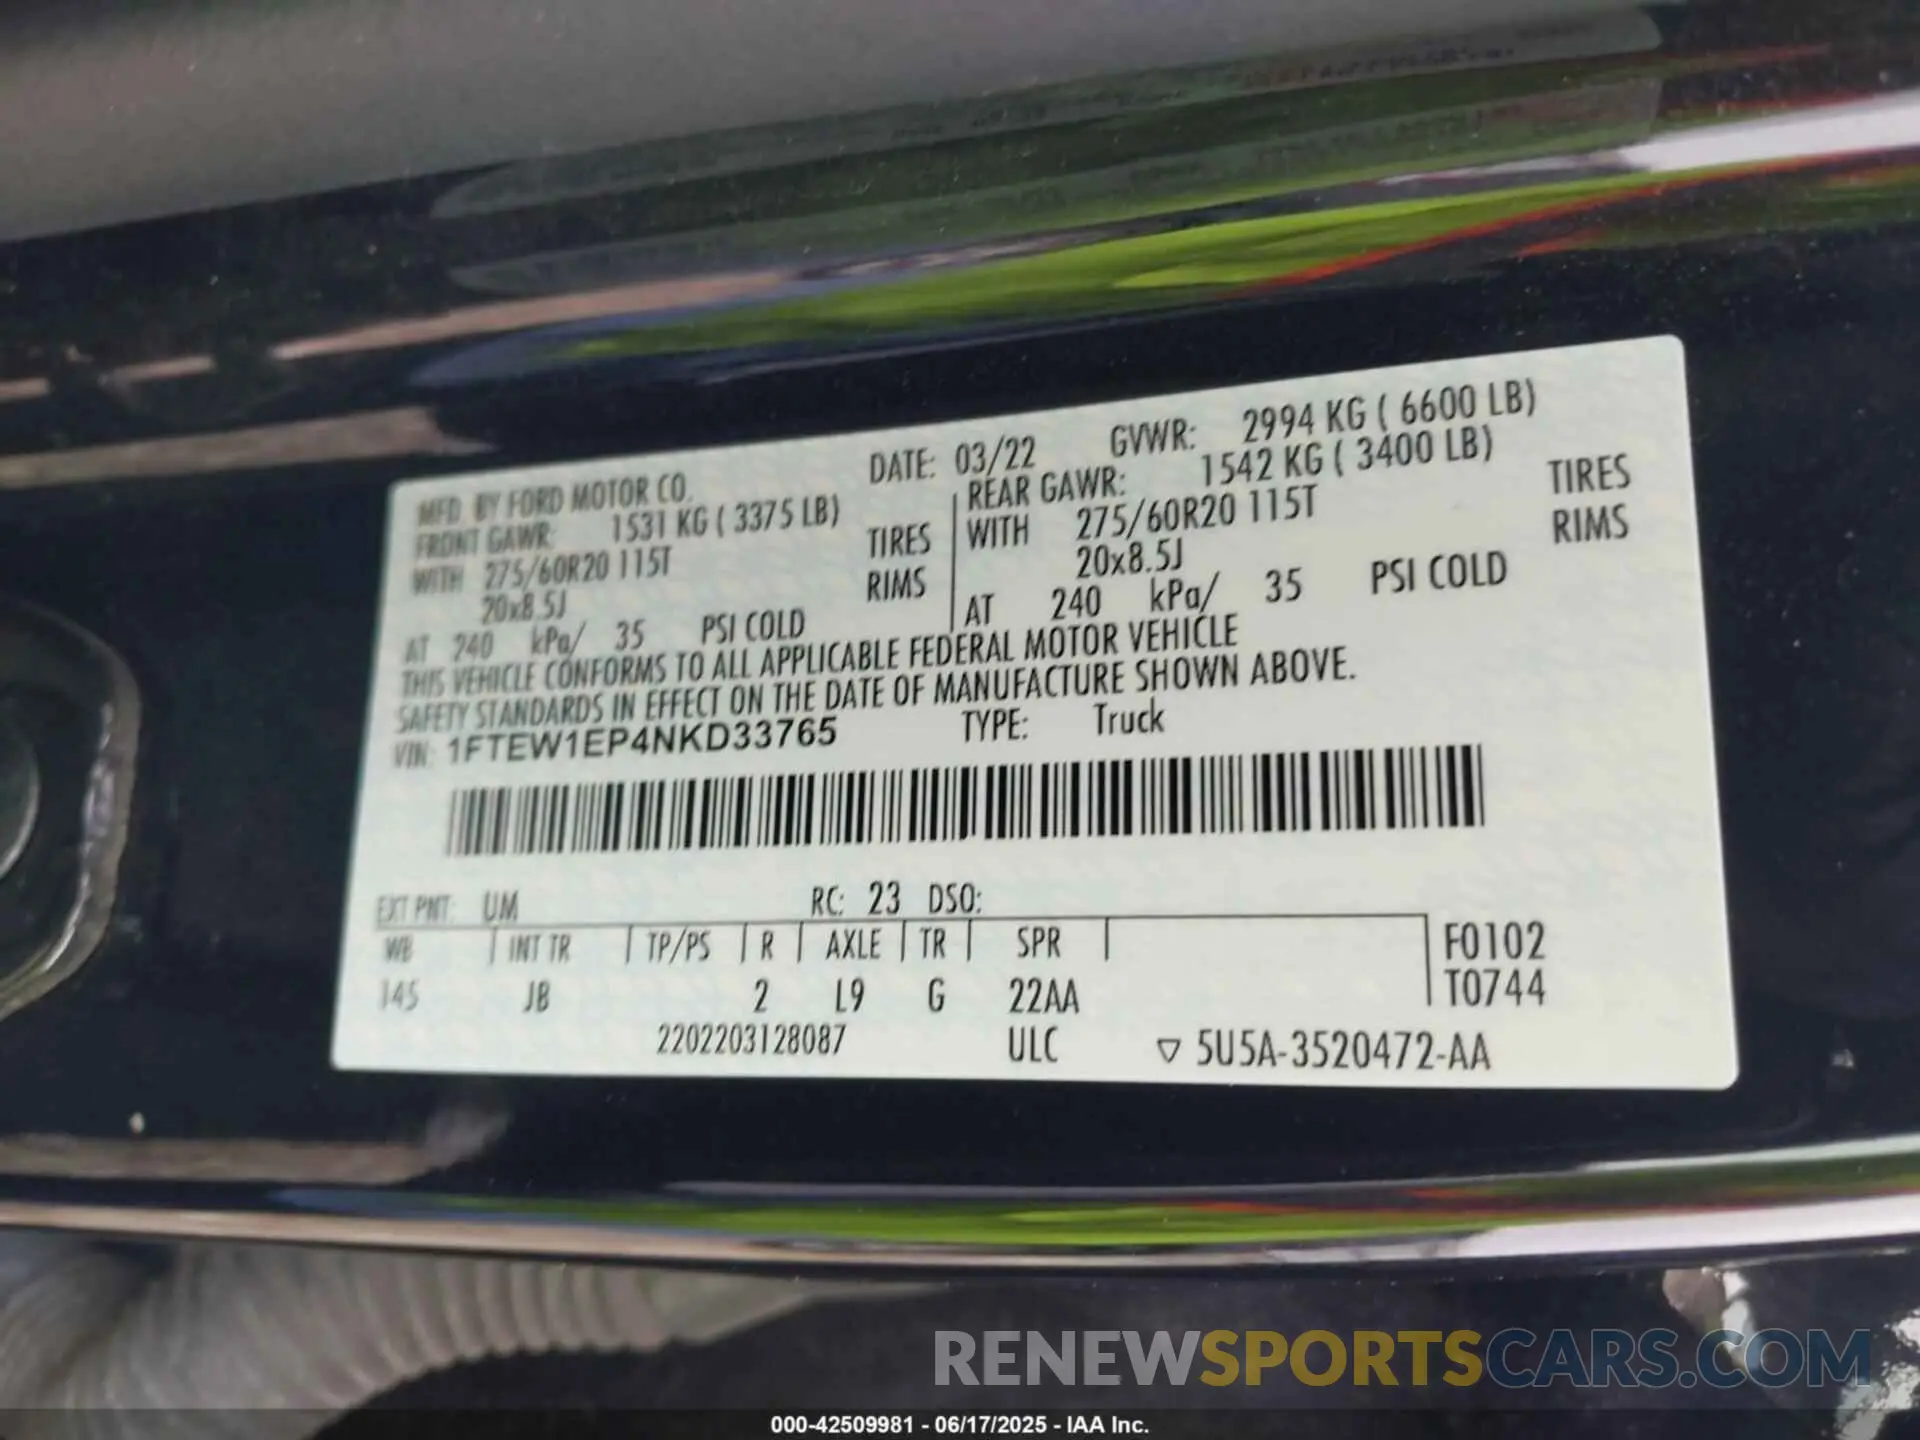 MFD. BY FORD MOTOR CO.
DATE: 03/22 GVWR: 2994 KG ( 6600 LB)
FRONT GAWR: 1531 KG ( 3375 LB)
WITH 275/60R20 115T TIRES
20x8.5J RIMS
AT 240 kPa/ 35 PSI COLD
REAR GAWR: 1542 KG ( 3400 LB)
WITH 275/60R20 115T TIRES
20x8.5J RIMS
AT 240 kPa/ 35 PSI COLD
THIS VEHICLE CONFORMS TO ALL APPLICABLE FEDERAL MOTOR VEHICLE
SAFETY STANDARDS IN EFFECT ON THE DATE OF MANUFACTURE SHOWN ABOVE.
VIN: 1FTEW1EP4NKD33765 TYPE: Truck
EXT PNT: UM RC: 23 DSO:
WB INT TR TP/PS R AXLE TR SPR F0102
145 JB 2 L9 G 22AA T0744
2202203128087 ULC ▽ 5U5A-3520472-AA
RENEWSPORTSCARS.COM
000-42509981 - 06/17/2025 - IAA Inc.